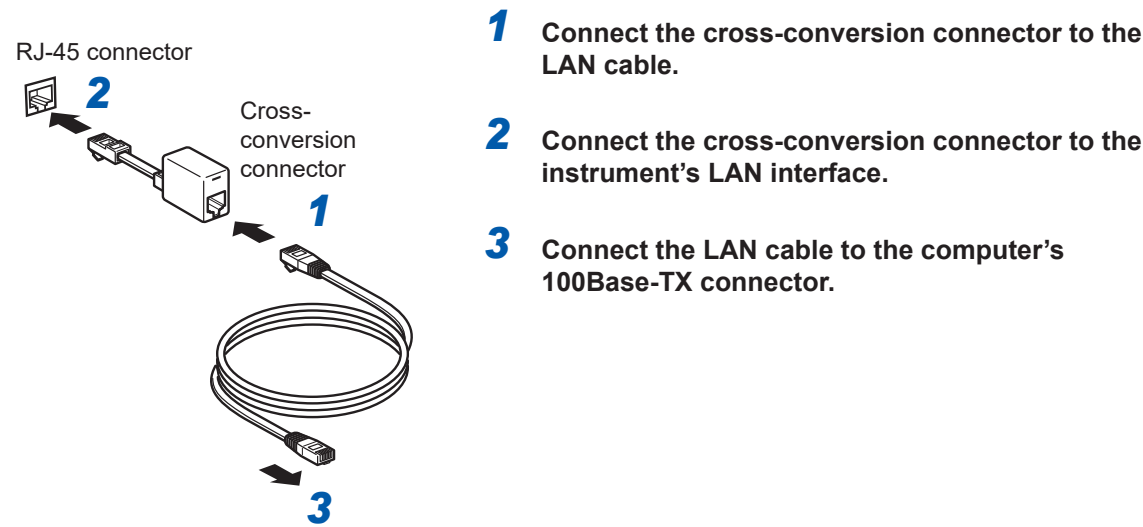 RJ-45 connector
2
Cross-
conversion
connector
1
3
1 Connect the cross-conversion connector to the
LAN cable.
2 Connect the cross-conversion connector to the
instrument’s LAN interface.
3 Connect the LAN cable to the computer’s
100Base-TX connector.